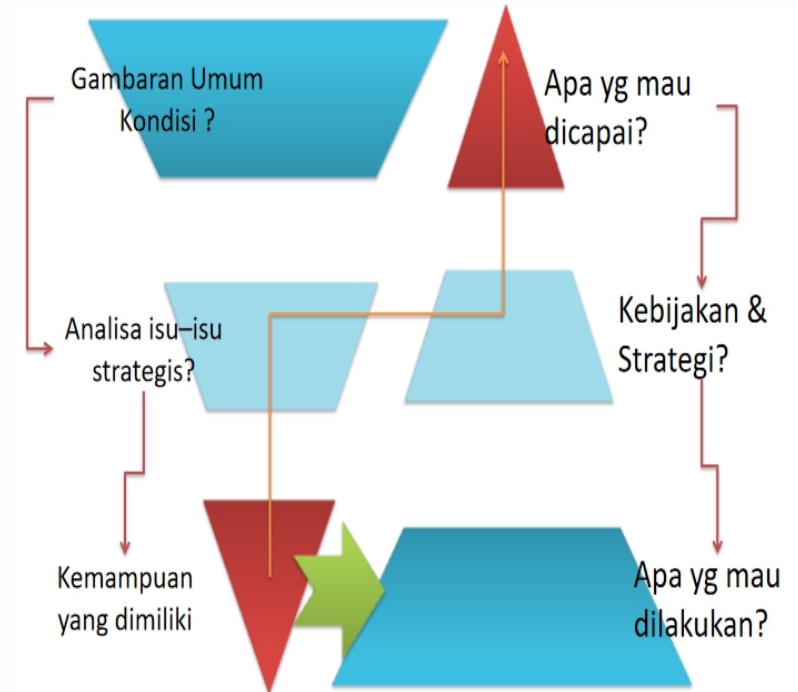 Gambaran Umum
Kondisi ?
Analisa isu–isu
strategis?
Kemampuan
yang dimiliki
Apa yg mau
dicapai?
Kebijakan &
Strategi?
Apa yg mau
dilakukan?